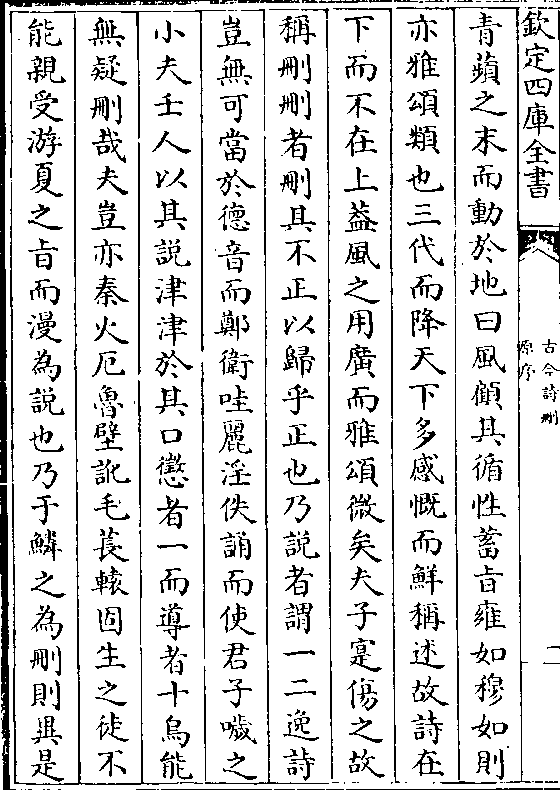 欽定四庫全書
古今詩刪
原序
青蘋之末而動於地曰風顧其循性蓄旨雍如穆如則
亦雅頌類也三代而降天下多感慨而鮮稱述故詩在
下而不在上葢風之用廣而雅頌微矣夫子寔傷之故
稱刪刪者刪其不正以歸乎正也乃説者謂一二逸詩
豈無可當於德音而鄭衛哇麗淫佚誦而使君子噦之
小夫壬人以其説津津於其口懲者一而導者十烏能
無疑刪哉夫豈亦秦火厄魯壁訛毛萇轅固生之徒不
能親受游夏之旨而漫為説也乃于鱗之為刪則異是